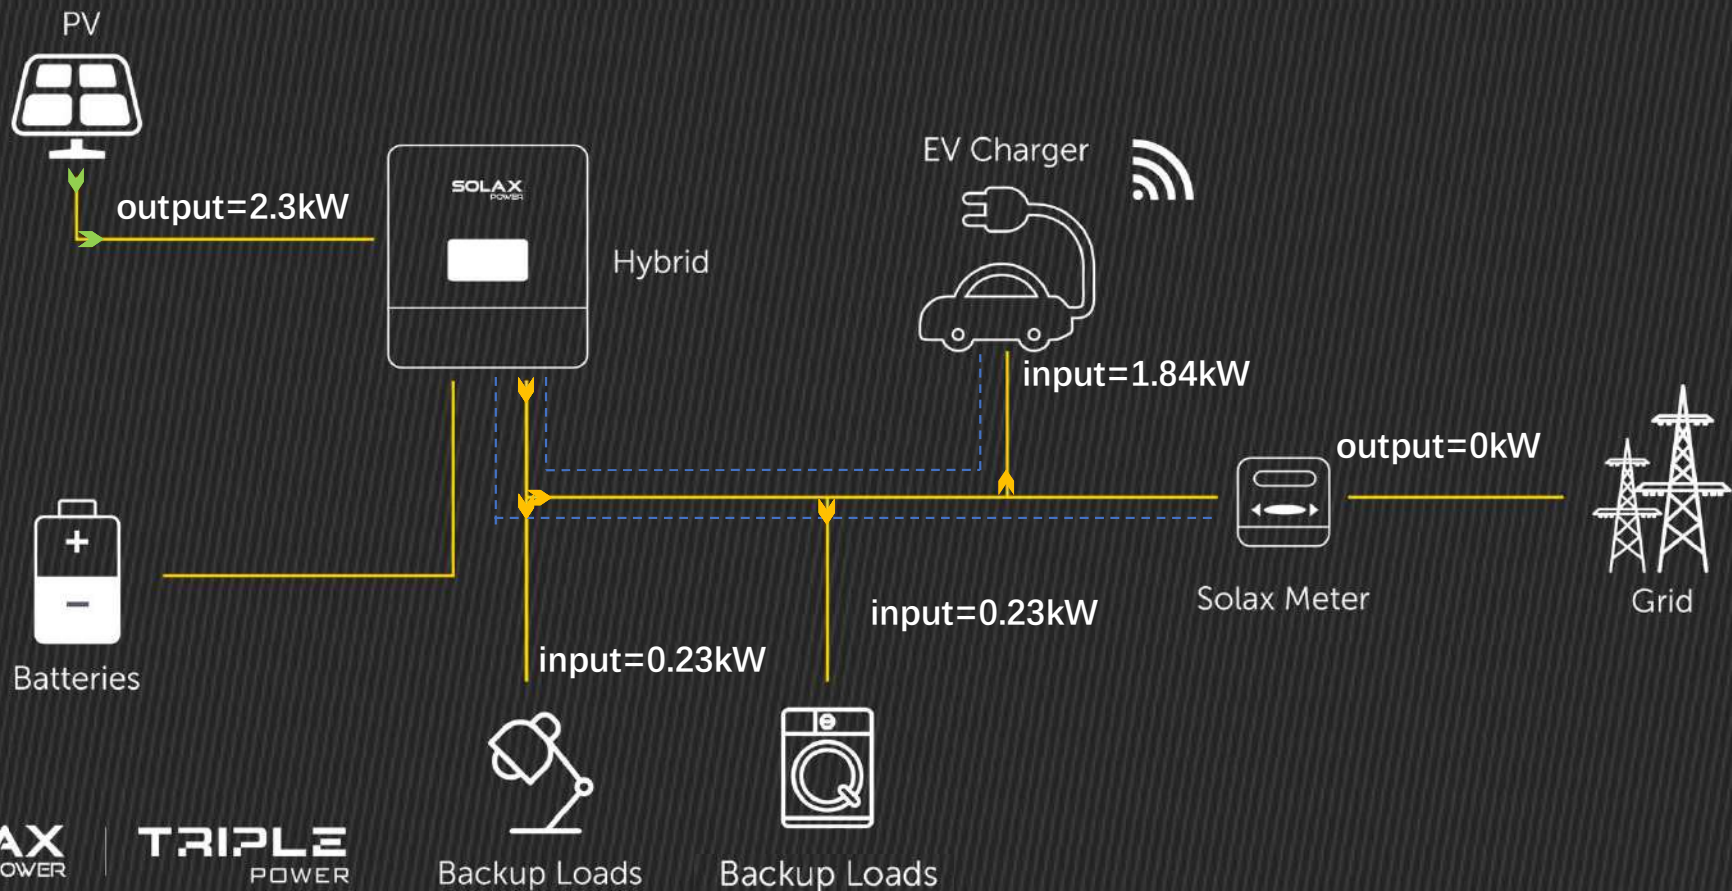 PV
output=2.3kW
SOLAX
POWER
Hybrid
EV Charger
input=1.84kW
output=0kW
+
−
Batteries
input=0.23kW
input=0.23kW
Solax Meter
Grid
AX
OWER
TRIPLE
POWER
Backup Loads
Backup Loads